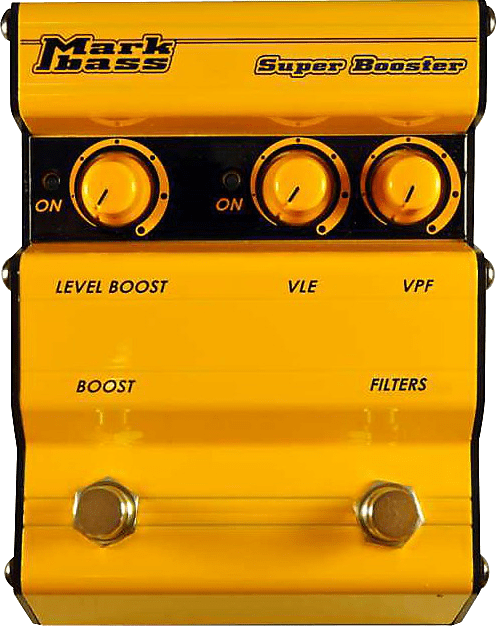 Mark
bass
Super Booster
ON
ON
LEVEL BOOST
VLE
VPF
BOOST
FILTERS